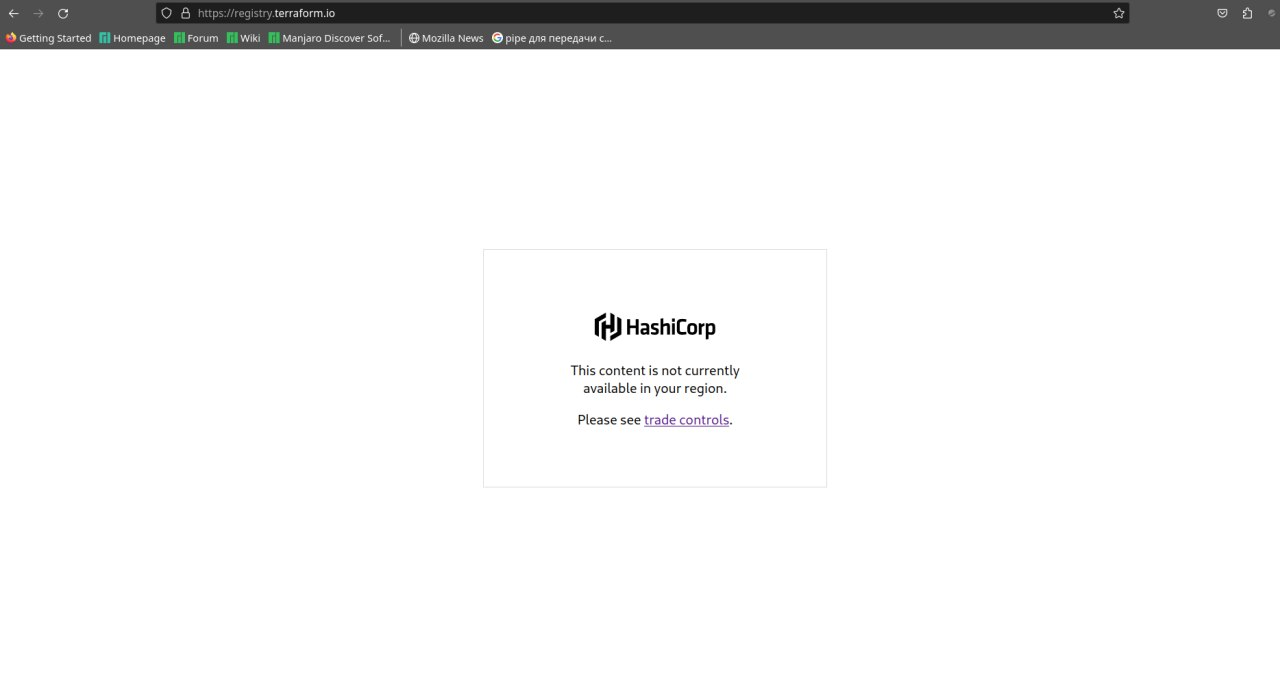 https://registry.terraform.io
Getting Started Homepage Forum Wiki Manjaro Discover Sof... Mozilla News pipe для передачи с...
HashiCorp
This content is not currently
available in your region.
Please see trade controls.